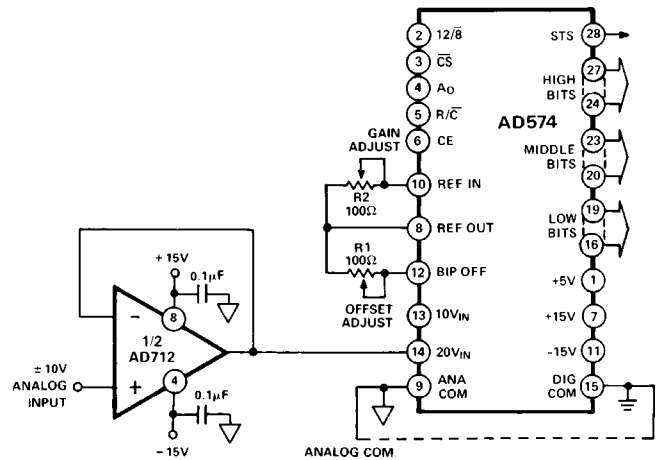 2 12/8̅
3 C̅S̅
4 A₀
5 R/C̅
6 CE
GAIN
ADJUST
R2
100Ω
10 REF IN
8 REF OUT
R1
100Ω
12 BIP OFF
OFFSET
ADJUST
13 10VIN
14 20VIN
9 ANA
COM
AD574
STS 28
27
HIGH
BITS
24
23
MIDDLE
BITS
20
19
LOW
BITS
16
+5V 1
+15V 7
-15V 11
DIG
COM 15
+15V
0.1μF
8
−
1/2
AD712
+
4
0.1μF
−15V
±10V
ANALOG
INPUT
ANALOG COM